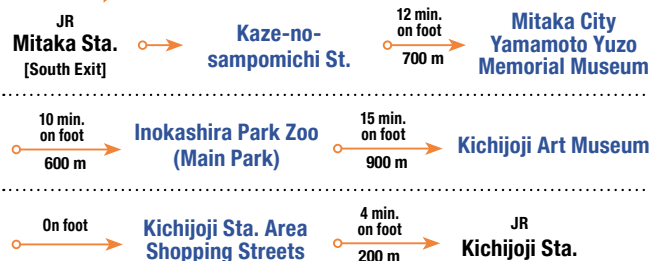 JR
Mitaka Sta.
[South Exit]
Kaze-no-
sampomichi St.
12 min.
on foot
700 m
Mitaka City
Yamamoto Yuzo
Memorial Museum
10 min.
on foot
600 m
Inokashira Park Zoo
(Main Park)
15 min.
on foot
900 m
Kichijoji Art Museum
On foot
Kichijoji Sta. Area
Shopping Streets
4 min.
on foot
200 m
JR
Kichijoji Sta.